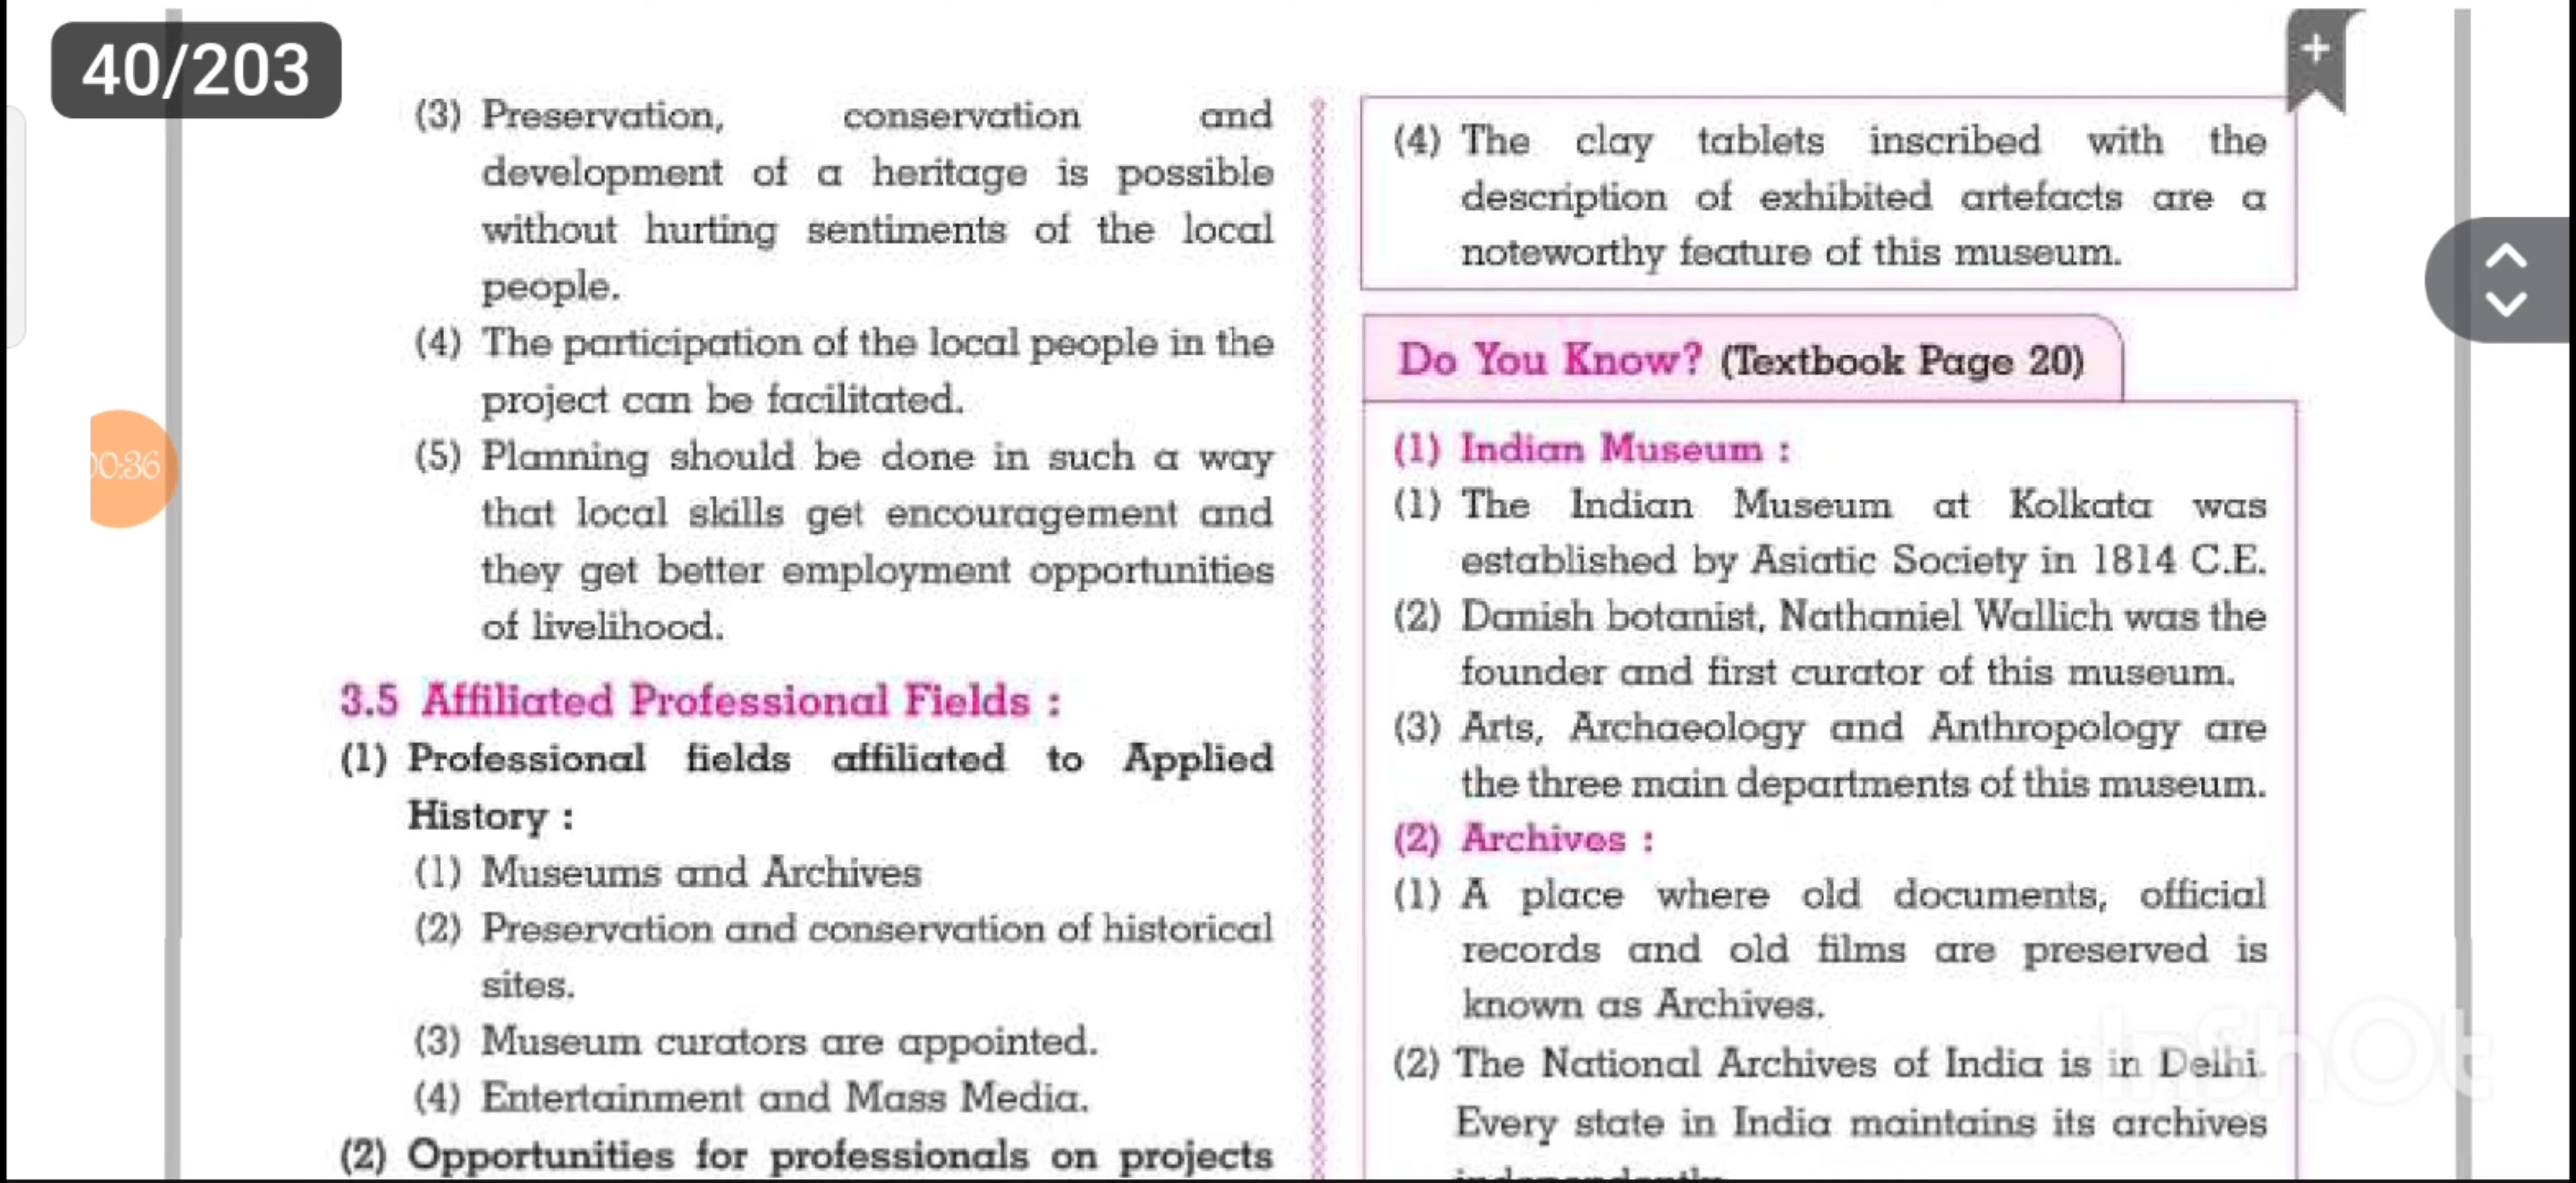 40/203
(3) Preservation, conservation and
development of a heritage is possible
without hurting sentiments of the local
people.
(4) The participation of the local people in the
project can be facilitated.
(5) Planning should be done in such a way
that local skills get encouragement and
they get better employment opportunities
of livelihood.
3.5 Affiliated Professional Fields :
(1) Professional fields affiliated to Applied
History :
(1) Museums and Archives
(2) Preservation and conservation of historical
sites.
(3) Museum curators are appointed.
(4) Entertainment and Mass Media.
(2) Opportunities for professionals on projects
(4) The clay tablets inscribed with the
description of exhibited artefacts are a
noteworthy feature of this museum.
Do You Know? (Textbook Page 20)
(1) Indian Museum :
(1) The Indian Museum at Kolkata was
established by Asiatic Society in 1814 C.E.
(2) Danish botanist, Nathaniel Wallich was the
founder and first curator of this museum.
(3) Arts, Archaeology and Anthropology are
the three main departments of this museum.
(2) Archives :
(1) A place where old documents, official
records and old films are preserved is
known as Archives.
(2) The National Archives of India is in Delhi.
Every state in India maintains its archives
00:36
InShOt